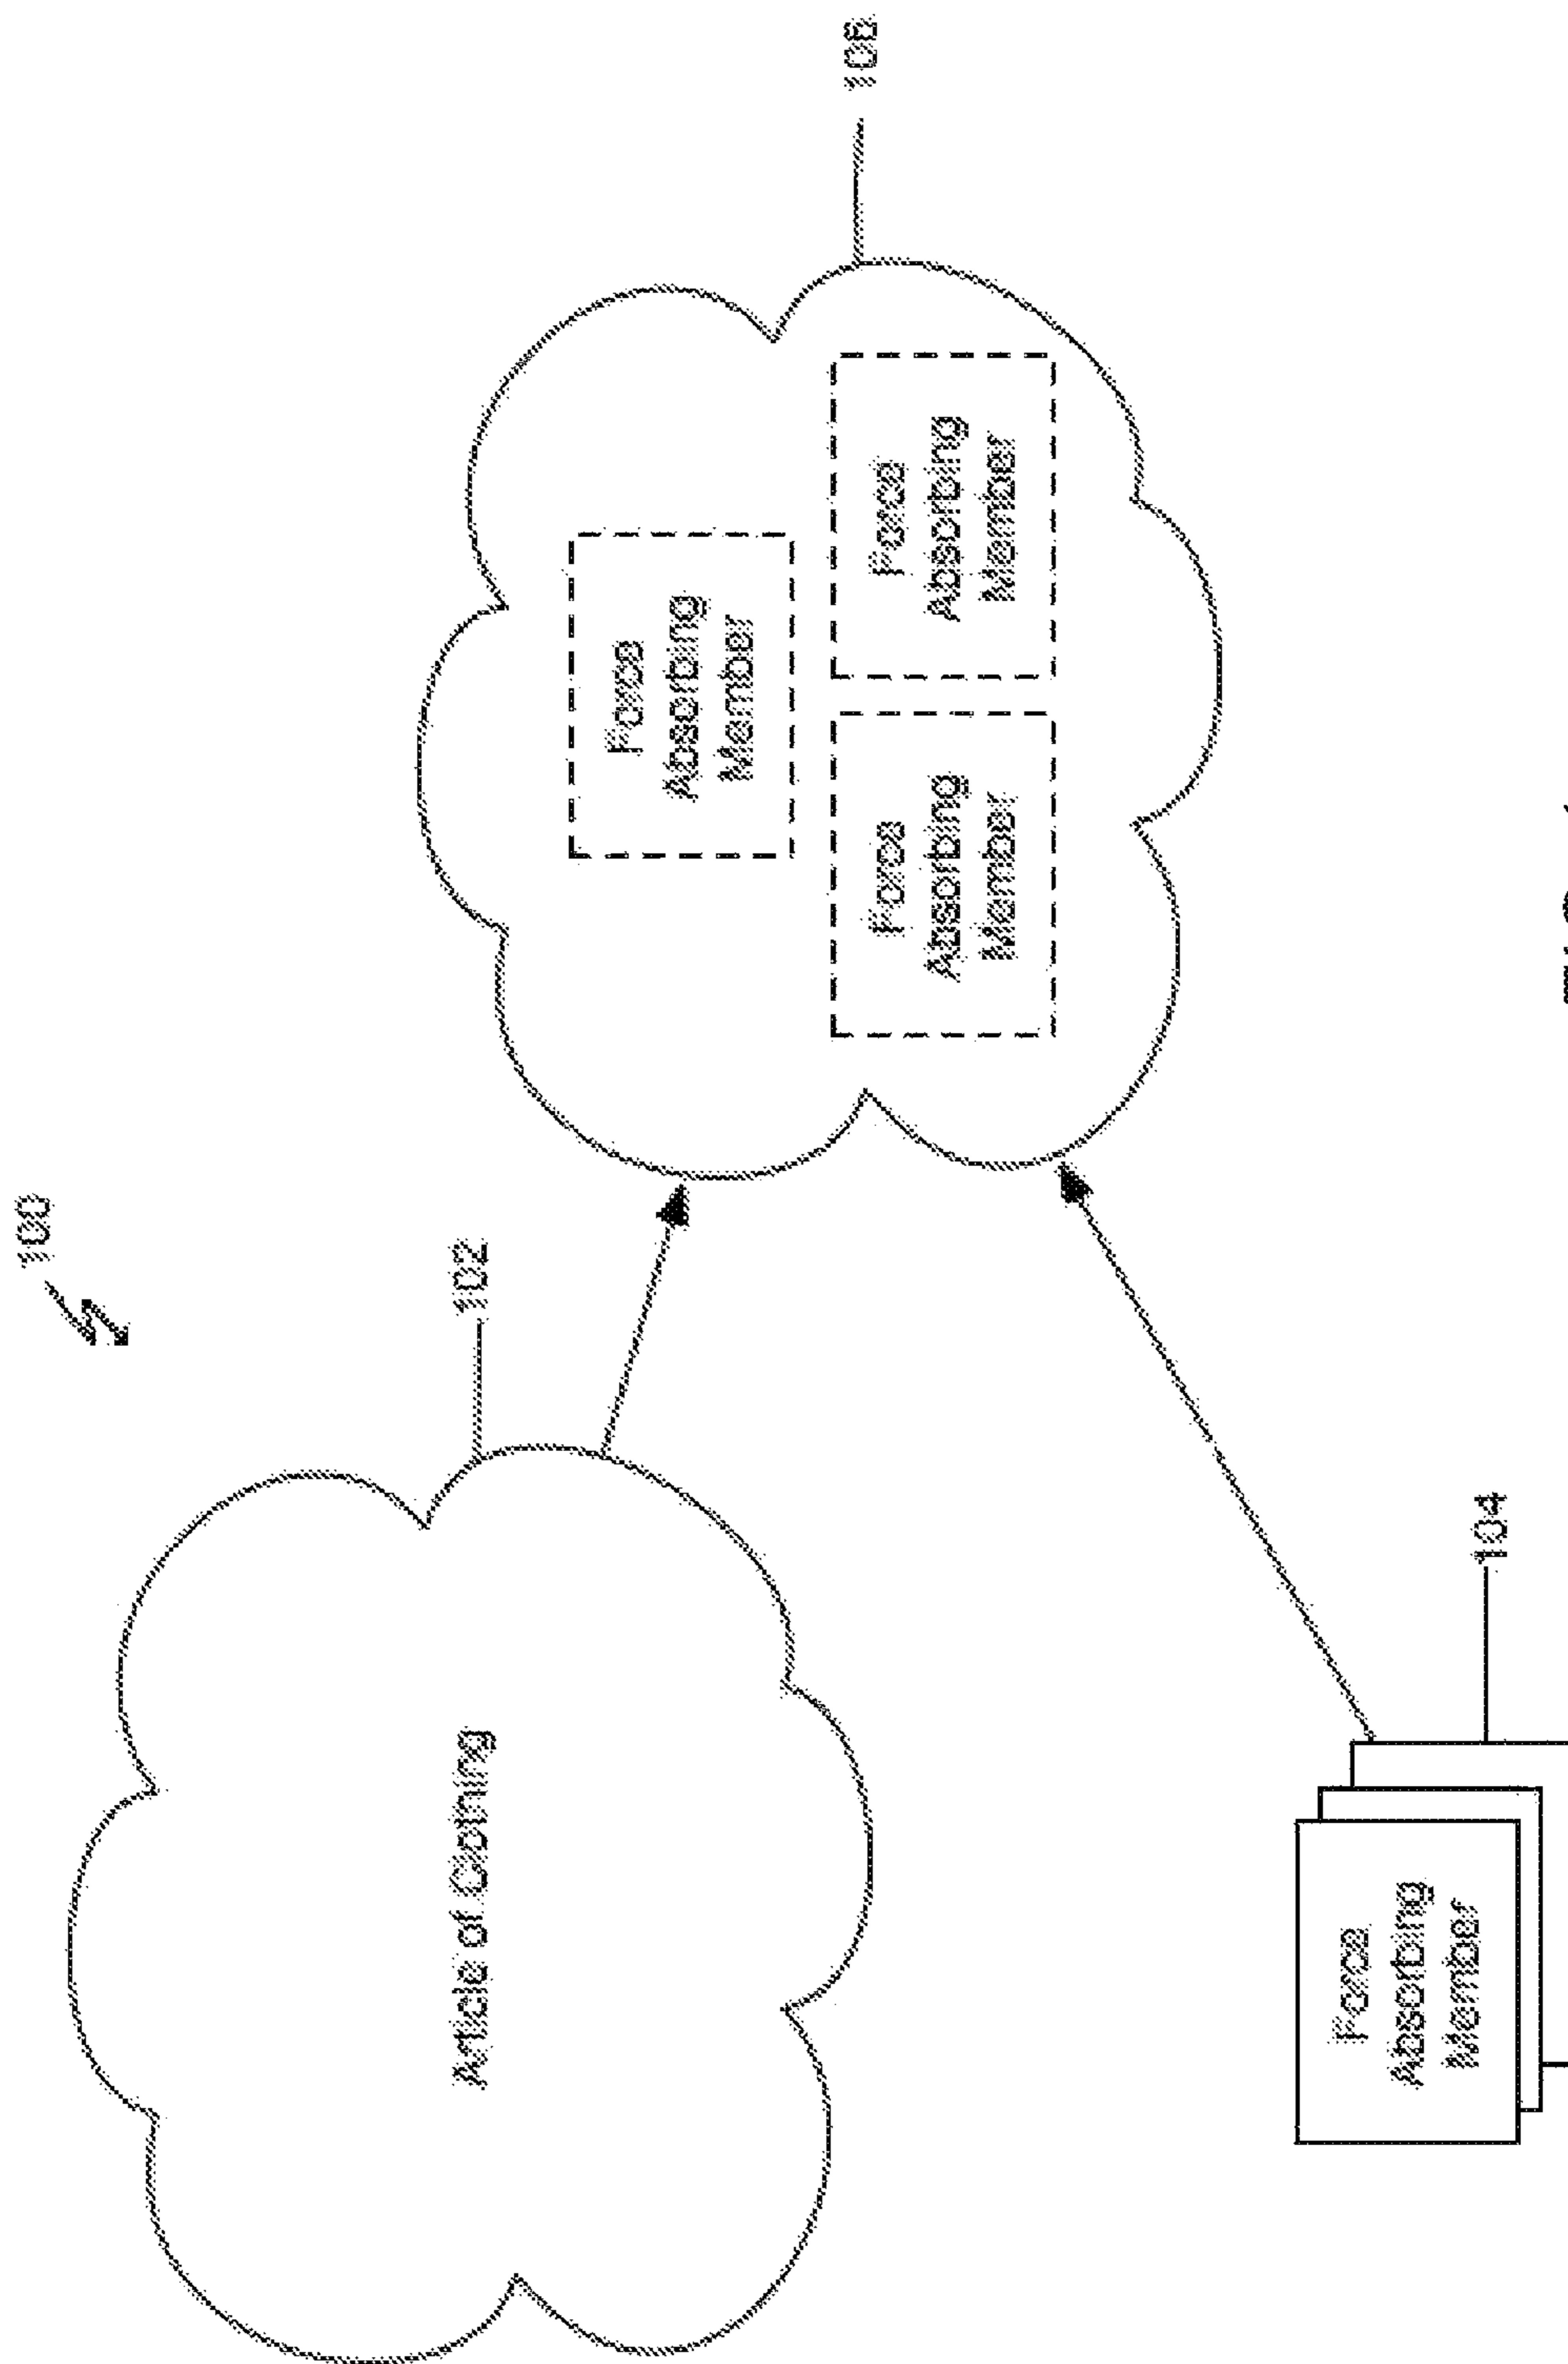 100
Article of Clothing
102
Force
Absorbing
Member
106
Force
Absorbing
Member
Force
Absorbing
Member
Force
Absorbing
Member
104